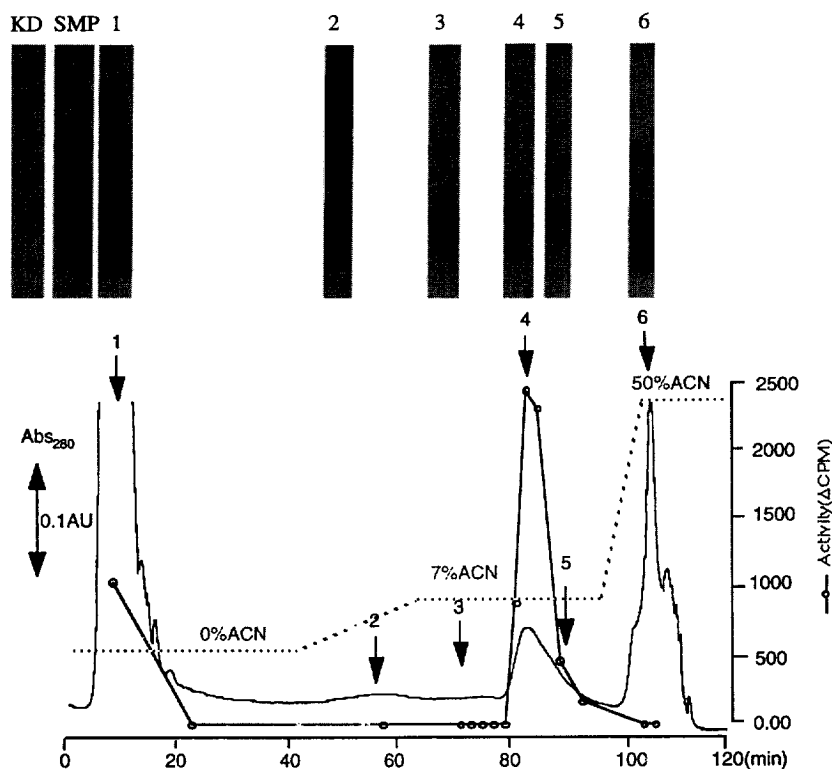 KD SMP 1 2 3 4 5 6
1 4 6
50%ACN
2500
Abs280
2000
0.1AU
1500
5
7%ACN
1000
2 3
0%ACN
500
0.00
Activity(ΔCPM)
0 20 40 60 80 100 120(min)